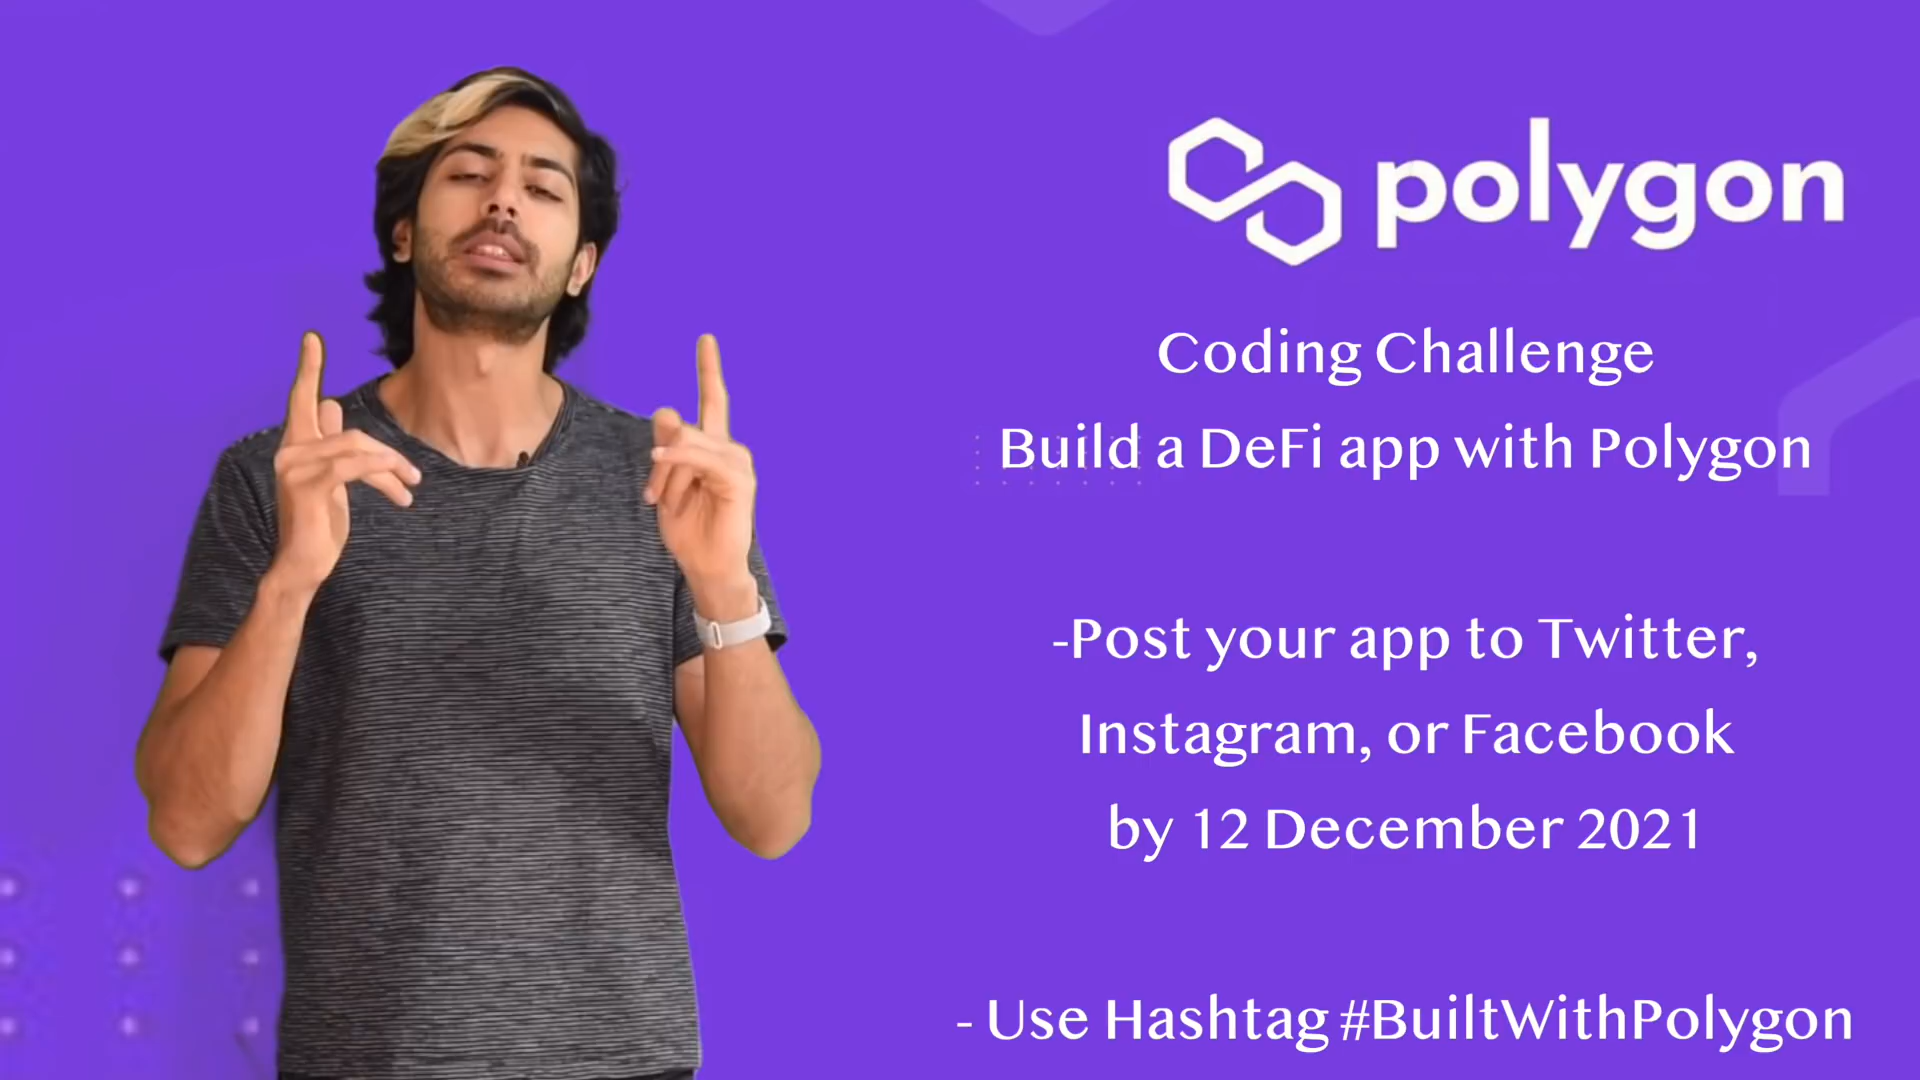 polygon
Coding Challenge
Build a DeFi app with Polygon
-Post your app to Twitter,
Instagram, or Facebook
by 12 December 2021
- Use Hashtag #BuiltWithPolygon